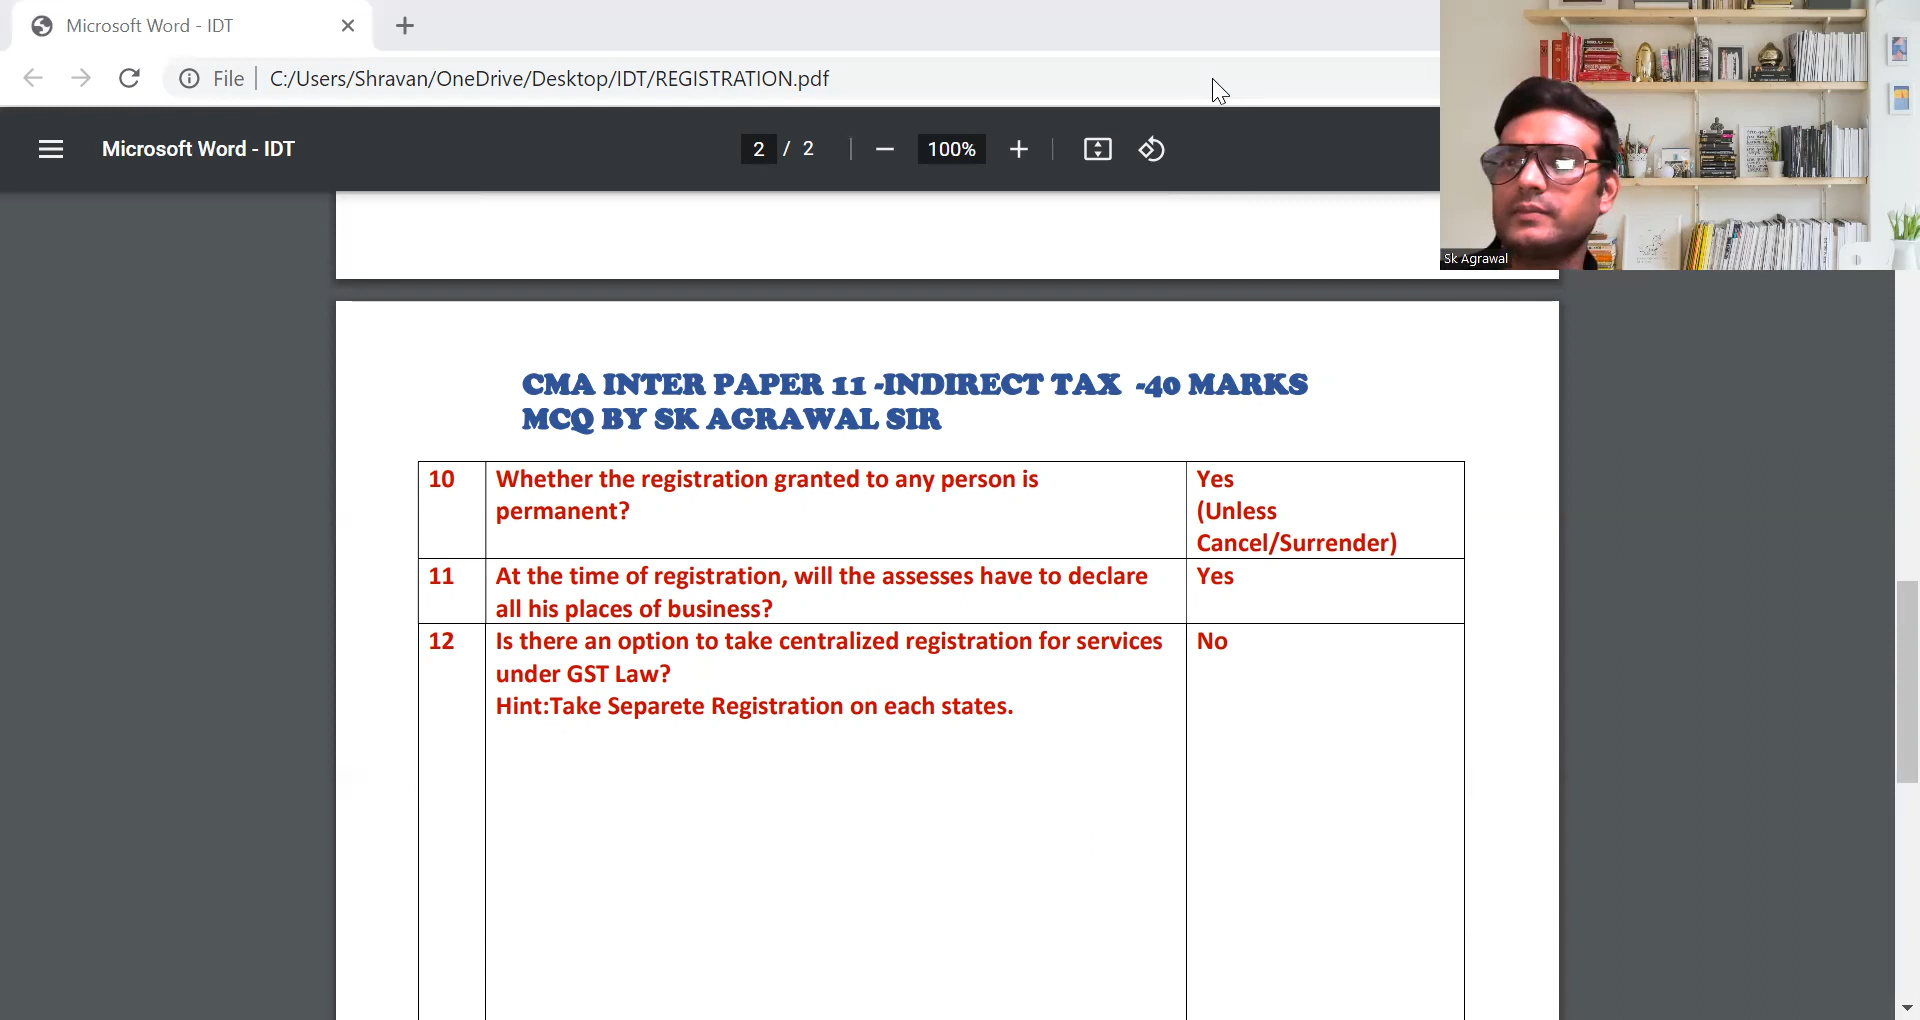 Microsoft Word - IDT
File C:/Users/Shravan/OneDrive/Desktop/IDT/REGISTRATION.pdf
Microsoft Word - IDT
2 / 2
100%
Sk Agrawal
CMA INTER PAPER 11 -INDIRECT TAX -40 MARKS
MCQ BY SK AGRAWAL SIR
10 Whether the registration granted to any person is Yes
permanent? (Unless
Cancel/Surrender)
11 At the time of registration, will the assesses have to declare Yes
all his places of business?
12 Is there an option to take centralized registration for services No
under GST Law?
Hint:Take Separete Registration on each states.